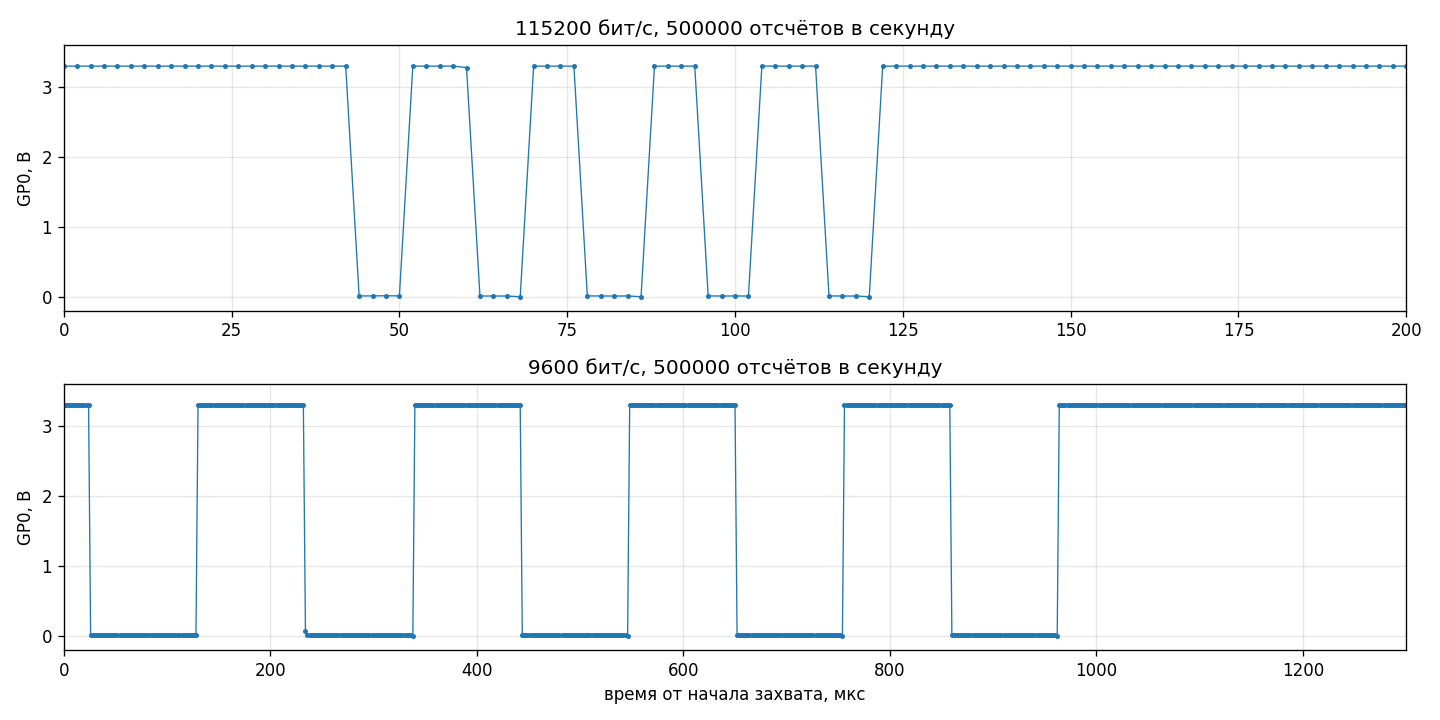 115200 бит/с, 500000 отсчётов в секунду
GP0, В
3
2
1
0
0 25 50 75 100 125 150 175 200
9600 бит/с, 500000 отсчётов в секунду
GP0, В
3
2
1
0
0 200 400 600 800 1000 1200
время от начала захвата, мкс